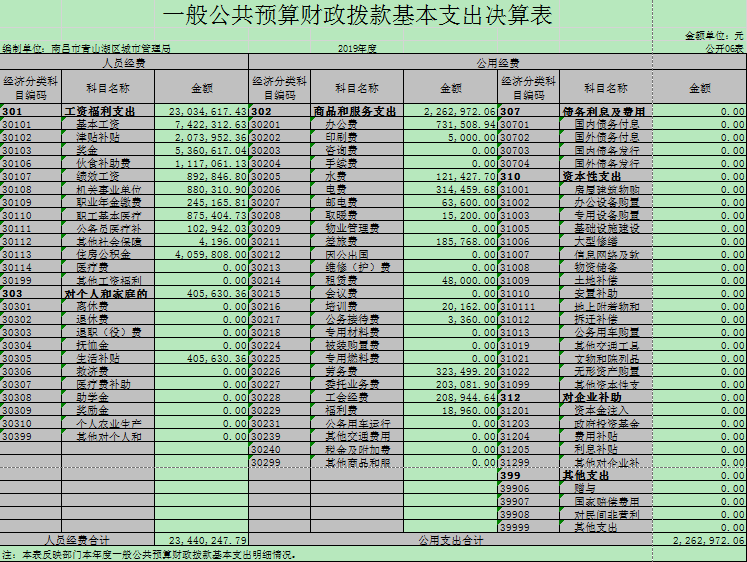 一般公共预算财政拨款基本支出决算表
金额单位：元
编制单位：南昌市青山湖区城市管理局 2019年度 公开06表
人员经费 公用经费
经济分类科目编码 科目名称 金额 经济分类科目编码 科目名称 金额 经济分类科目编码 科目名称 金额
301 工资福利支出 23,034,617.43 302 商品和服务支出 2,262,972.06 307 债务利息及费用 0.00
30101 基本工资 7,422,312.63 30201 办公费 731,508.94 30701 国内债务付息 0.00
30102 津贴补贴 2,073,952.36 30202 印刷费 5,000.00 30702 国外债务付息 0.00
30103 奖金 5,360,617.04 30203 咨询费 0.00 30703 国内债务发行 0.00
30106 伙食补助费 1,117,061.13 30204 手续费 0.00 30704 国外债务发行 0.00
30107 绩效工资 892,846.80 30205 水费 121,427.70 310 资本性支出 0.00
30108 机关事业单位 880,310.90 30206 电费 314,459.68 31001 房屋建筑物购 0.00
30109 职业年金缴费 245,165.81 30207 邮电费 63,600.00 31002 办公设备购置 0.00
30110 职工基本医疗 875,404.73 30208 取暖费 15,200.00 31003 专用设备购置 0.00
30111 公务员医疗补 102,942.03 30209 物业管理费 0.00 31005 基础设施建设 0.00
30112 其他社会保障 4,196.00 30211 差旅费 185,768.00 31006 大型修缮 0.00
30113 住房公积金 4,059,808.00 30212 因公出国 0.00 31007 信息网络及软 0.00
30114 医疗费 0.00 30213 维修（护）费 0.00 31008 物资储备 0.00
30199 其他工资福利 0.00 30214 租赁费 48,000.00 31009 土地补偿 0.00
303 对个人和家庭的 405,630.36 30215 会议费 0.00 31010 安置补助 0.00
30301 离休费 0.00 30216 培训费 20,162.00 310111 地上附着物和 0.00
30302 退休费 0.00 30217 公务接待费 3,360.00 31012 拆迁补偿 0.00
30303 退职（役）费 0.00 30218 专用材料费 0.00 31013 公务用车购置 0.00
30304 抚恤金 0.00 30224 被装购置费 0.00 31019 其他交通工具 0.00
30305 生活补贴 405,630.36 30225 专用燃料费 0.00 31021 文物和陈列品 0.00
30306 救济费 0.00 30226 劳务费 323,499.20 31022 无形资产购置 0.00
30307 医疗费补助 0.00 30227 委托业务费 203,081.90 31099 其他资本性支 0.00
30308 助学金 0.00 30228 工会经费 208,944.64 312 对企业补助 0.00
30309 奖励金 0.00 30229 福利费 18,960.00 31201 资本金注入 0.00
30310 个人农业生产 0.00 30231 公务用车运行 0.00 31203 政府投资基金 0.00
30399 其他对个人和 0.00 30239 其他交通费用 0.00 31204 费用补贴 0.00
30240 税金及附加费 0.00 31205 利息补贴 0.00
30299 其他商品和服 0.00 31299 其他对企业补 0.00
399 其他支出 0.00
39906 赠与 0.00
39907 国家赔偿费用 0.00
39908 对民间非营利 0.00
39999 其他支出 0.00
人员经费合计 23,440,247.79 公用支出合计 2,262,972.06
注：本表反映部门本年度一般公共预算财政拨款基本支出明细情况。